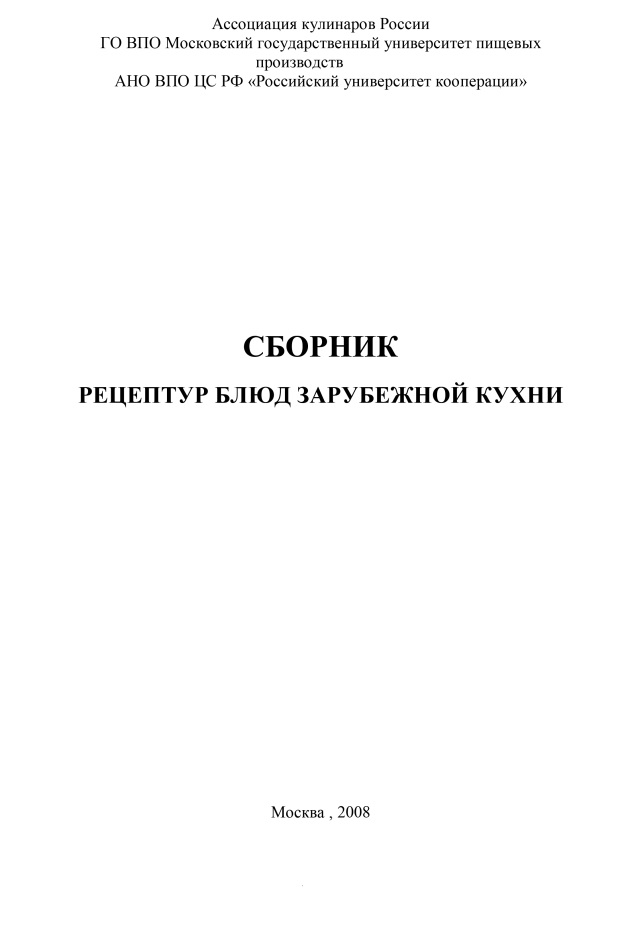 Ассоциация кулинаров России
ГО ВПО Московский государственный университет пищевых
производств
АНО ВПО ЦС РФ «Российский университет кооперации»
СБОРНИК
РЕЦЕПТУР БЛЮД ЗАРУБЕЖНОЙ КУХНИ
Москва , 2008